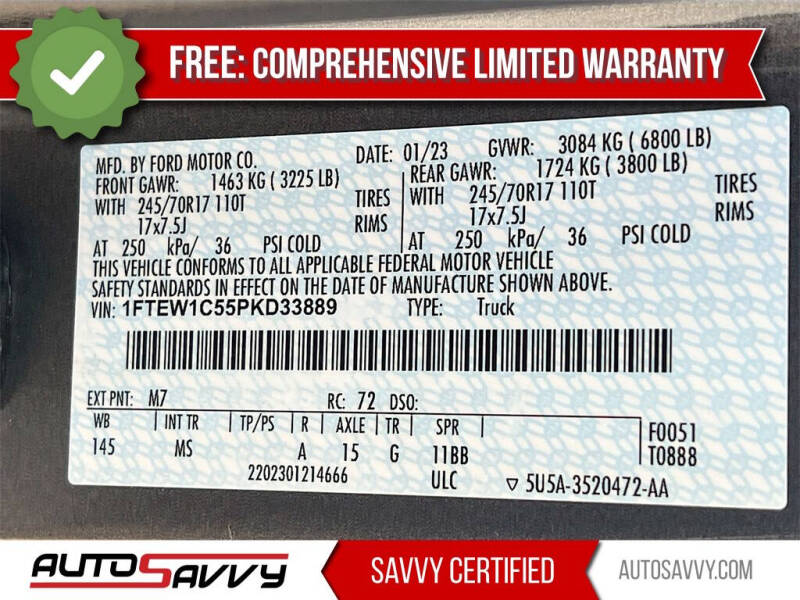 FREE: COMPREHENSIVE LIMITED WARRANTY
MFD. BY FORD MOTOR CO. DATE: 01/23 GVWR: 3084 KG ( 6800 LB)
FRONT GAWR: 1463 KG ( 3225 LB) REAR GAWR: 1724 KG ( 3800 LB)
WITH 245/70R17 110T TIRES WITH 245/70R17 110T TIRES
17x7.5J RIMS 17x7.5J RIMS
AT 250 kPa/ 36 PSI COLD AT 250 kPa/ 36 PSI COLD
THIS VEHICLE CONFORMS TO ALL APPLICABLE FEDERAL MOTOR VEHICLE
SAFETY STANDARDS IN EFFECT ON THE DATE OF MANUFACTURE SHOWN ABOVE.
VIN: 1FTEW1C55PKD33889 TYPE: Truck
EXT PNT: M7 RC: 72 DSO:
WB INT TR TP/PS R AXLE TR SPR F0051
145 MS A 15 G 11BB T0888
2202301214666 ULC ▽ 5U5A-3520472-AA
AUTOSAVVY SAVVY CERTIFIED AUTOSAVVY.COM